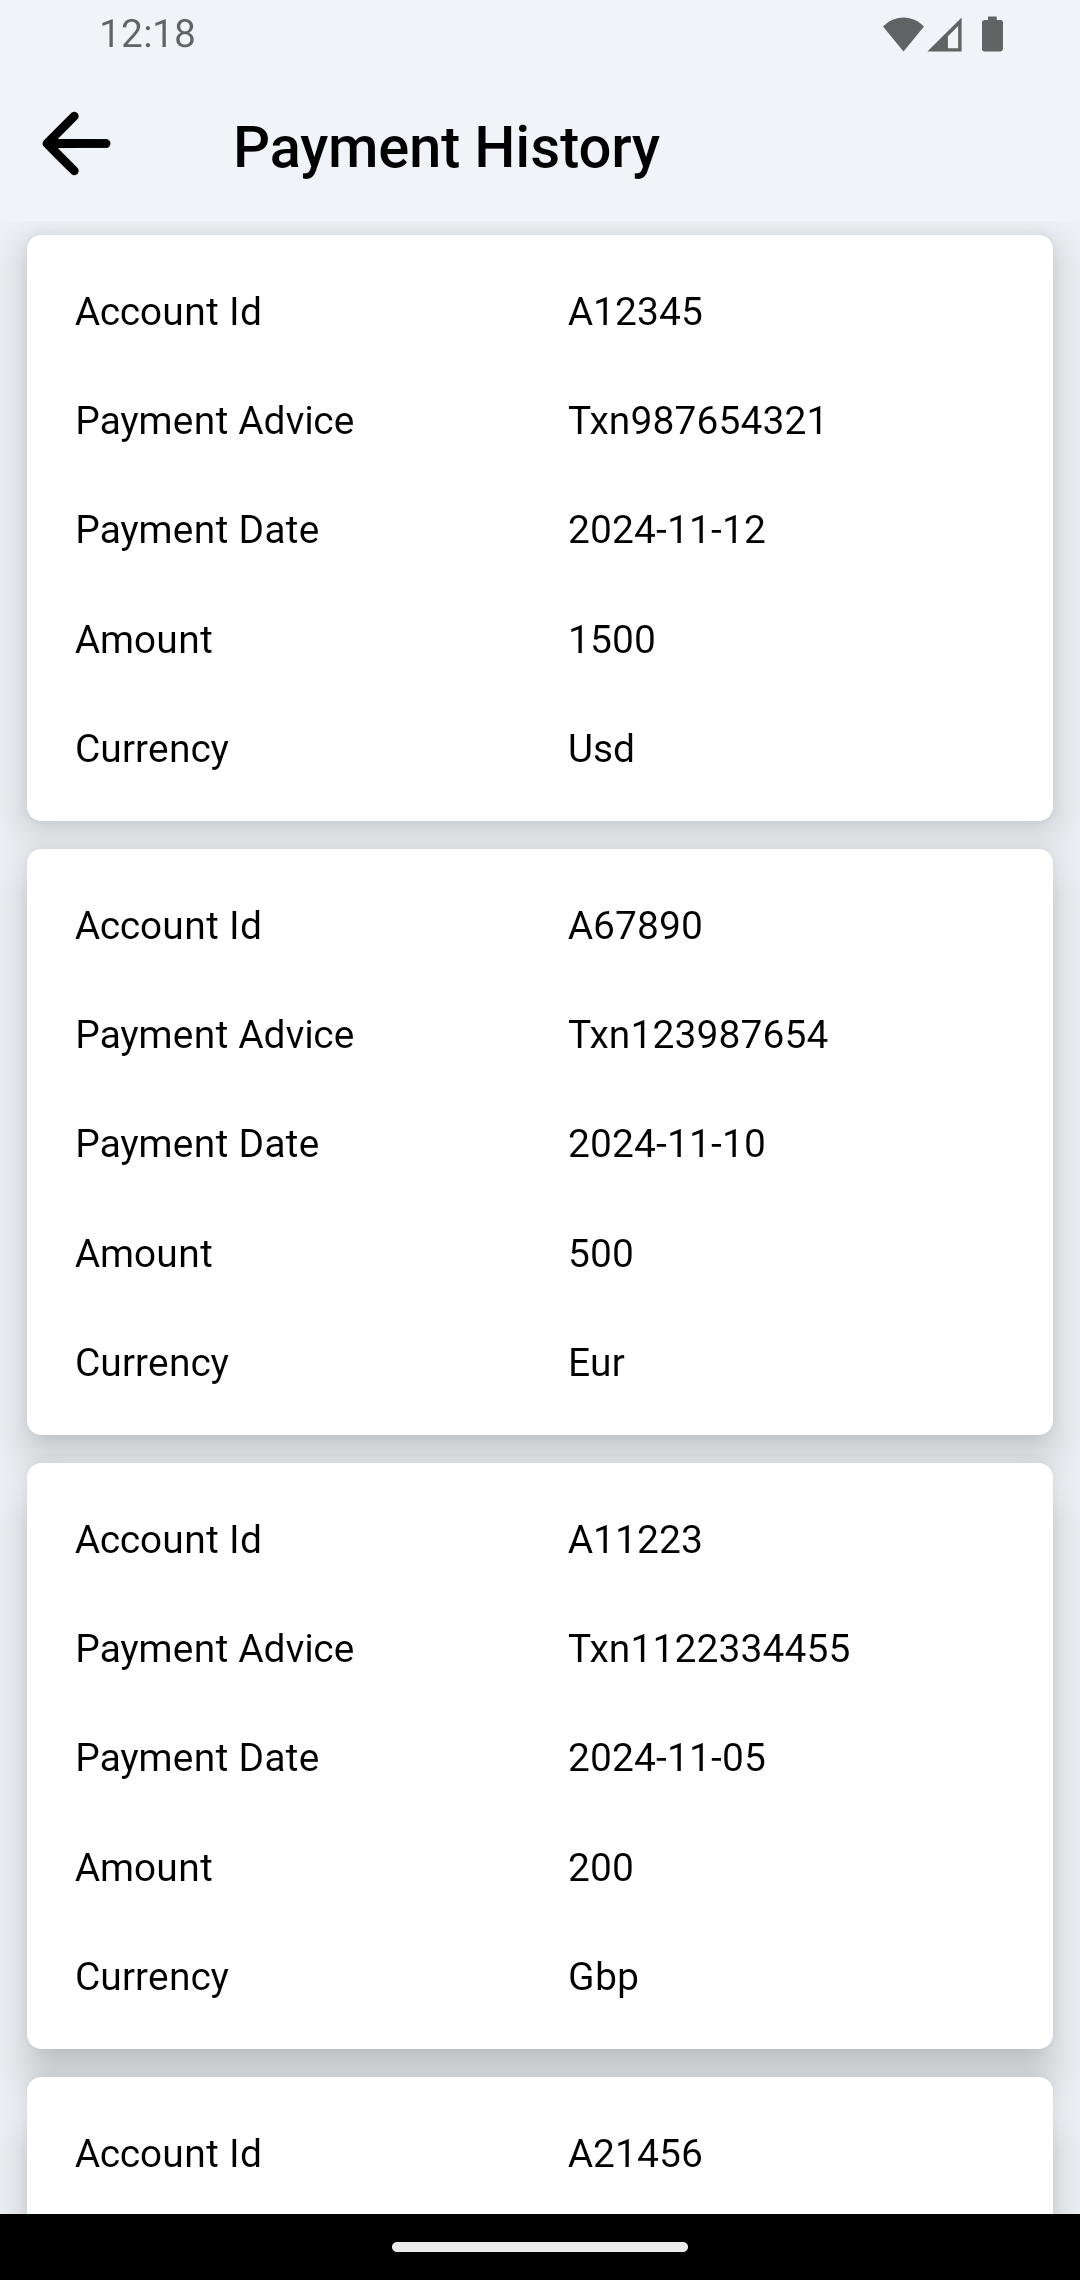 12:18
Payment History
Account Id A12345
Payment Advice Txn987654321
Payment Date 2024-11-12
Amount 1500
Currency Usd
Account Id A67890
Payment Advice Txn123987654
Payment Date 2024-11-10
Amount 500
Currency Eur
Account Id A11223
Payment Advice Txn1122334455
Payment Date 2024-11-05
Amount 200
Currency Gbp
Account Id A21456